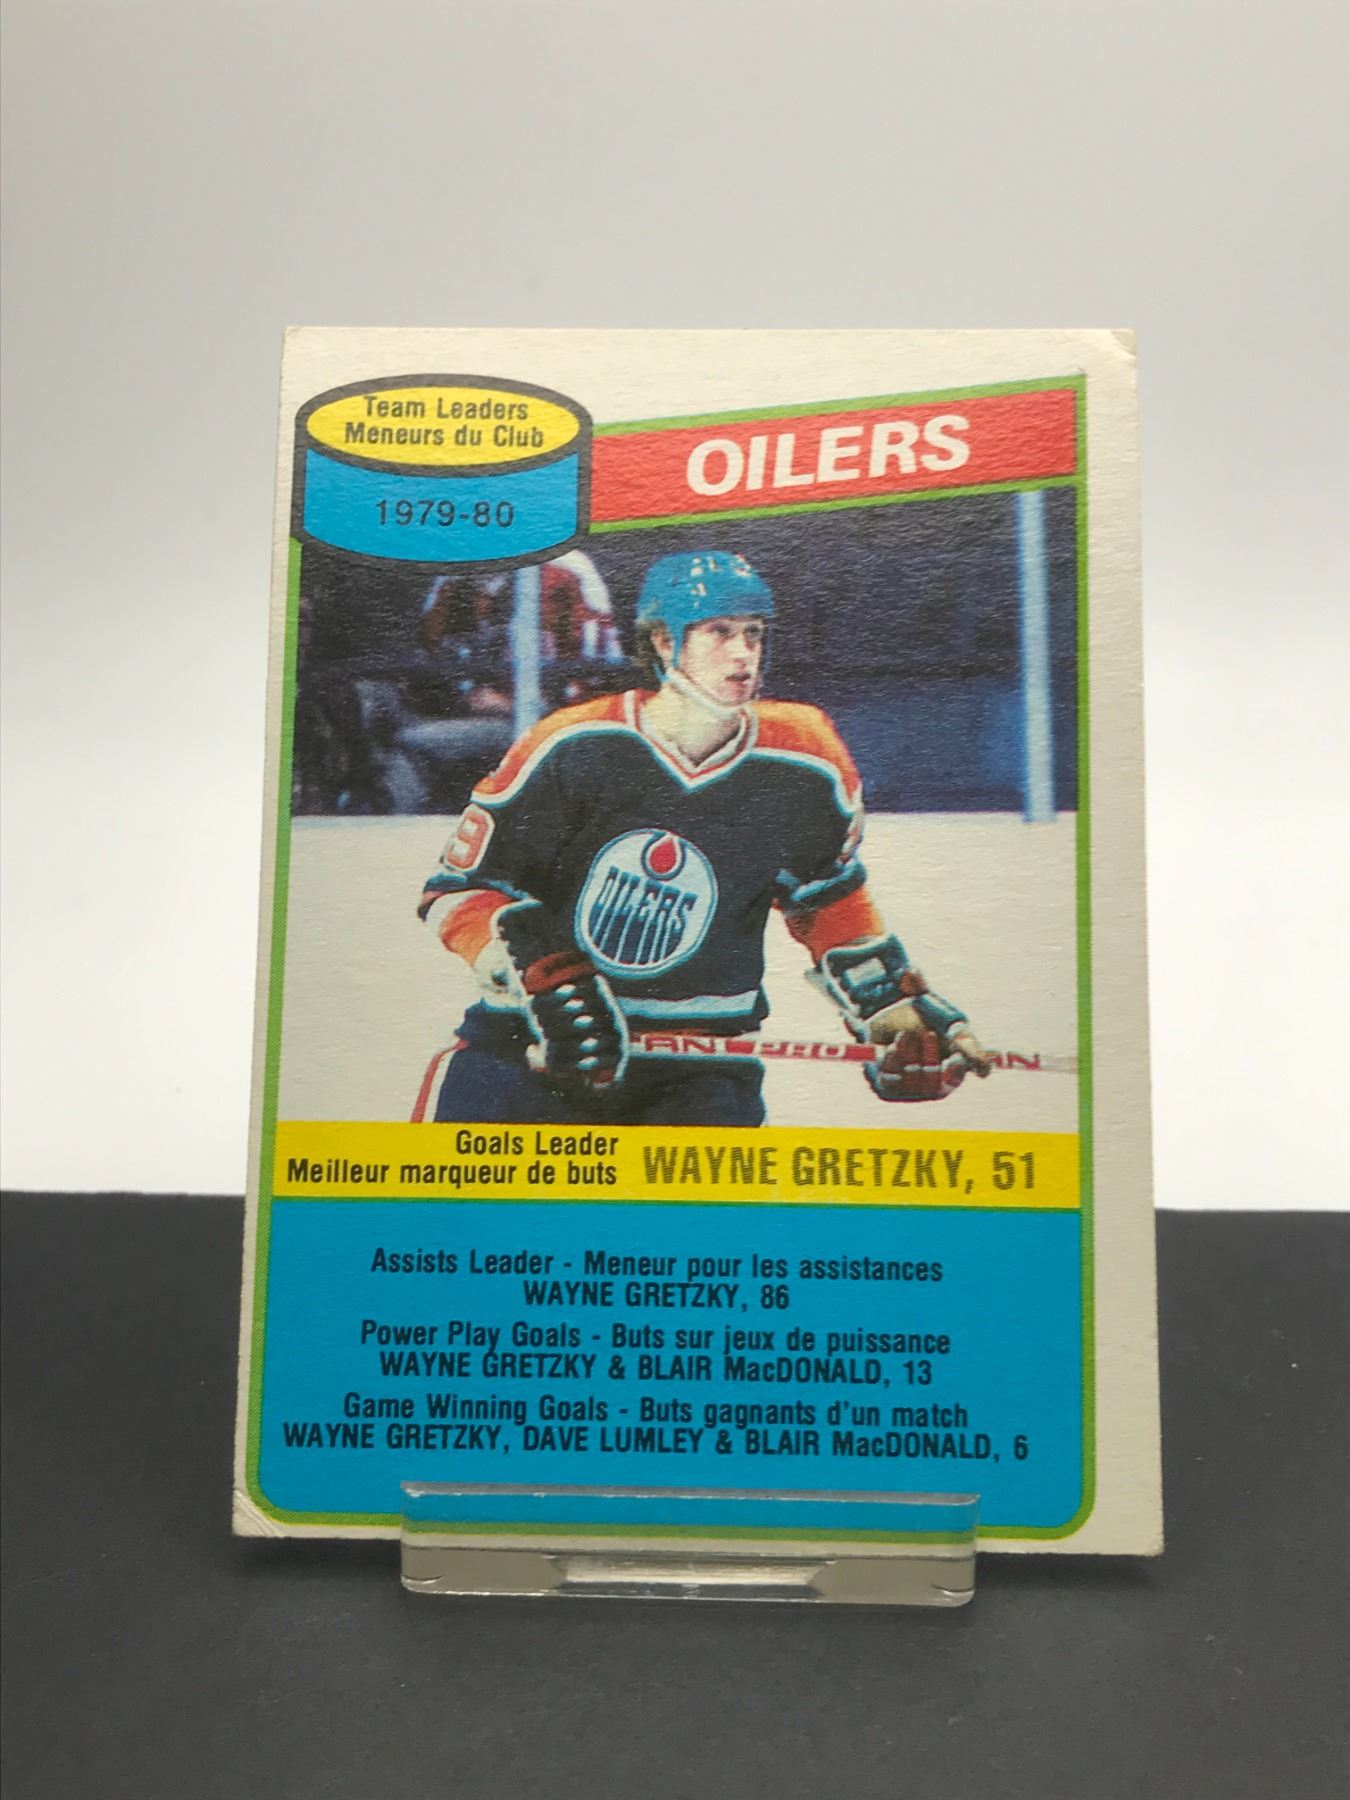 Team Leaders
Meneurs du Club
1979-80
OILERS
9
OILERS
PRO
Goals Leader
Meilleur marqueur de buts
WAYNE GRETZKY, 51
Assists Leader - Meneur pour les assistances
WAYNE GRETZKY, 86
Power Play Goals - Buts sur jeux de puissance
WAYNE GRETZKY & BLAIR MacDONALD, 13
Game Winning Goals - Buts gagnants d'un match
WAYNE GRETZKY, DAVE LUMLEY & BLAIR MacDONALD, 6